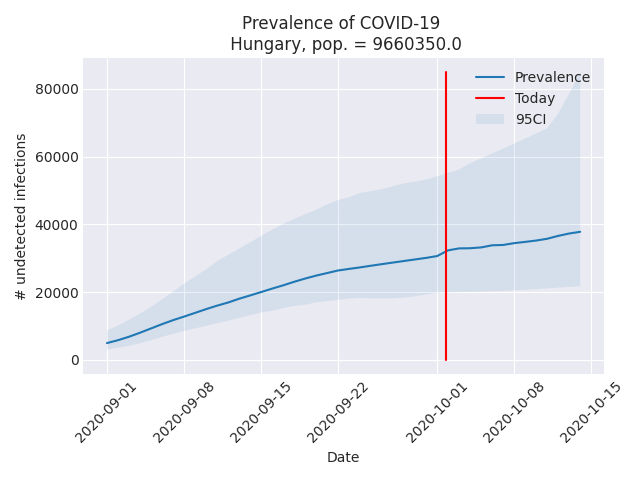 Prevalence of COVID-19
Hungary, pop. = 9660350.0
Prevalence
Today
95CI
80000
60000
40000
20000
0
# undetected infections
2020-09-01
2020-09-08
2020-09-15
2020-09-22
2020-10-01
2020-10-08
2020-10-15
Date